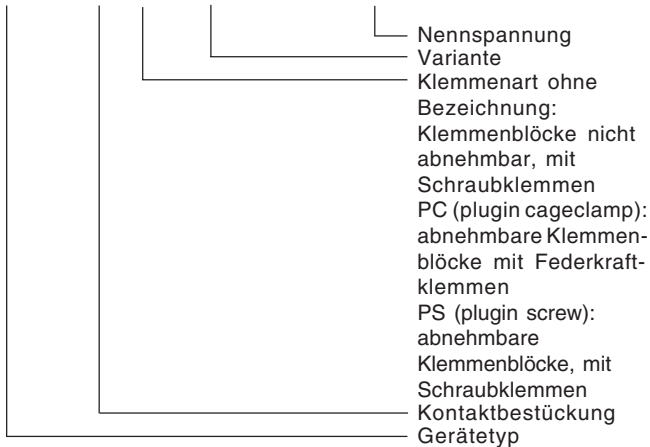 Nennspannung
Variante
Klemmenart ohne
Bezeichnung:
Klemmenblöcke nicht
abnehmbar, mit
Schraubklemmen
PC (plugin cageclamp):
abnehmbare Klemmen-
blöcke mit Federkraft-
klemmen
PS (plugin screw):
abnehmbare
Klemmenblöcke, mit
Schraubklemmen
Kontaktbestückung
Gerätetyp